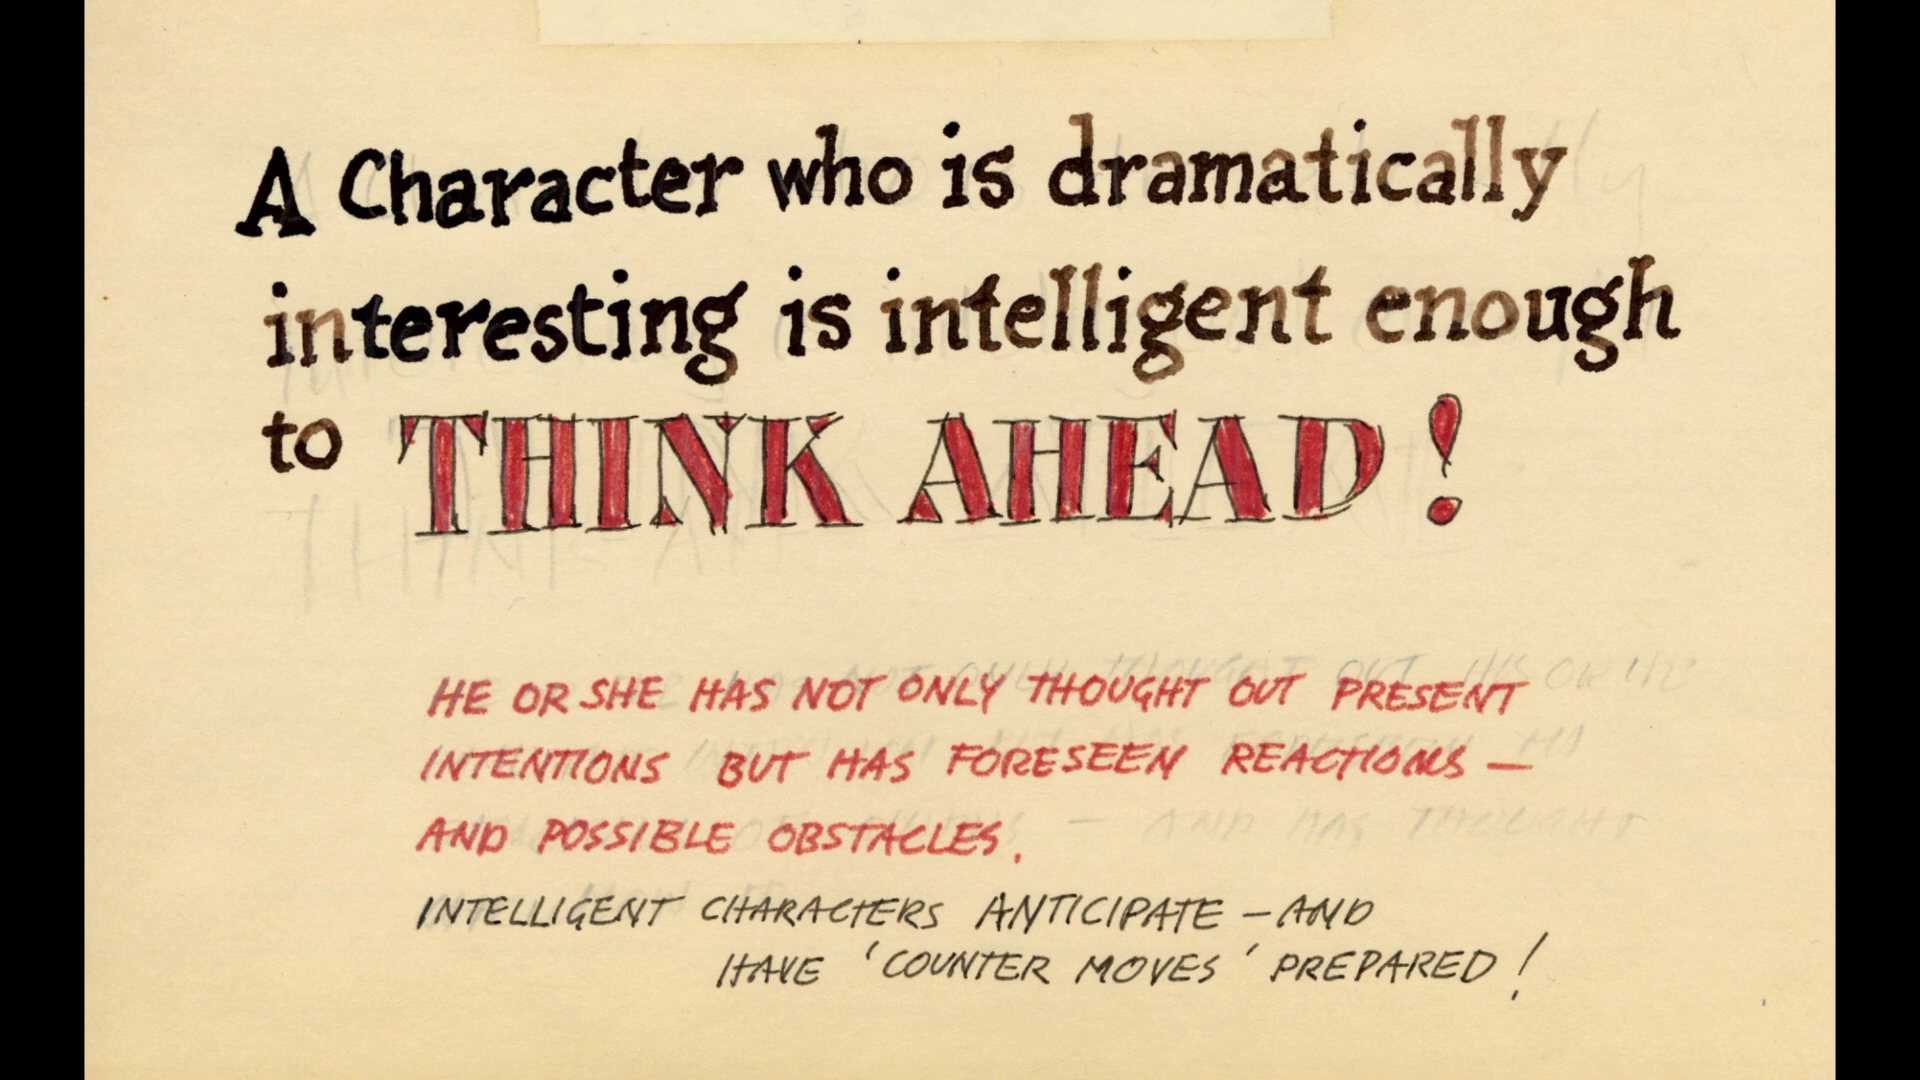 A Character who is dramatically
interesting is intelligent enough
to THINK AHEAD!
HE OR SHE HAS NOT ONLY THOUGHT OUT PRESENT
INTENTIONS BUT HAS FORESEEN REACTIONS —
AND POSSIBLE OBSTACLES.
INTELLIGENT CHARACTERS ANTICIPATE — AND
HAVE 'COUNTER MOVES' PREPARED!